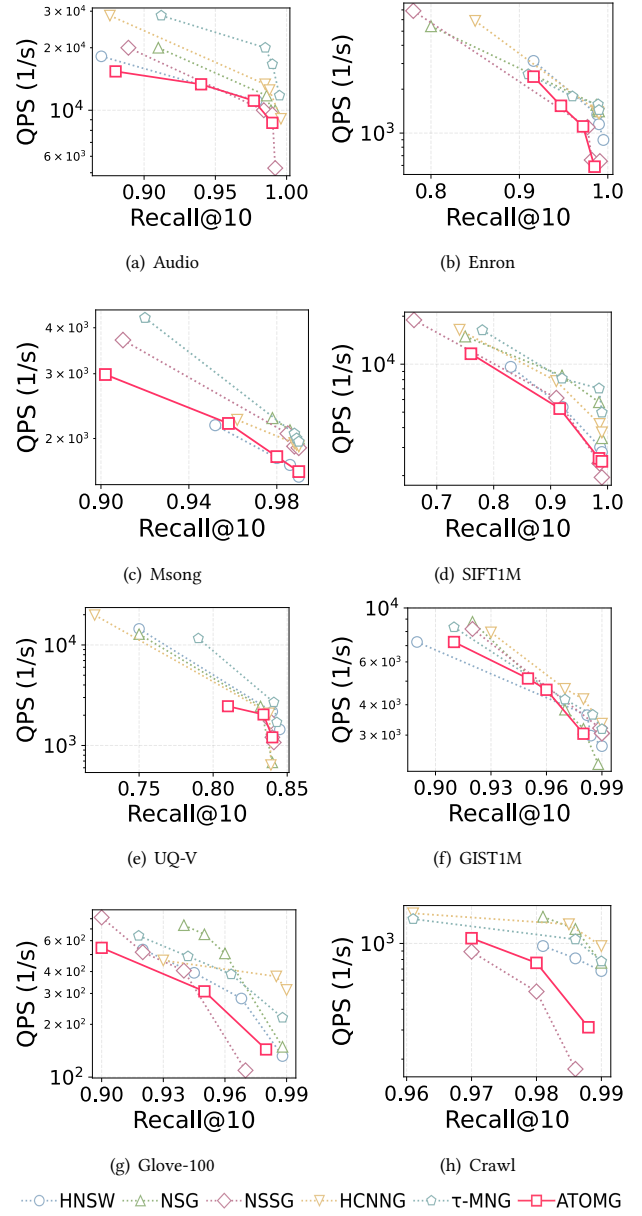 QPS (1/s)
2 × 10⁴
10⁴
6 × 10³
0.90 0.95 1.00
Recall@10
(a) Audio
QPS (1/s)
10³
0.8 0.9 1.0
Recall@10
(b) Enron
QPS (1/s)
4 × 10³
3 × 10³
2 × 10³
0.90 0.94 0.98
Recall@10
(c) Msong
QPS (1/s)
10⁴
0.6 0.7 0.8 0.9 1.0
Recall@10
(d) SIFT1M
QPS (1/s)
10⁴
10³
0.75 0.80 0.85
Recall@10
(e) UQ-V
QPS (1/s)
10⁴
6 × 10³
4 × 10³
3 × 10³
0.90 0.93 0.96 0.99
Recall@10
(f) GIST1M
QPS (1/s)
6 × 10²
4 × 10²
3 × 10²
2 × 10²
10²
0.90 0.92 0.94 0.96 0.99
Recall@10
(g) Glove-100
QPS (1/s)
10³
0.96 0.97 0.98 0.99
Recall@10
(h) Crawl
HNSW NSG NSSG HCNNG τ-MNG ATOMG